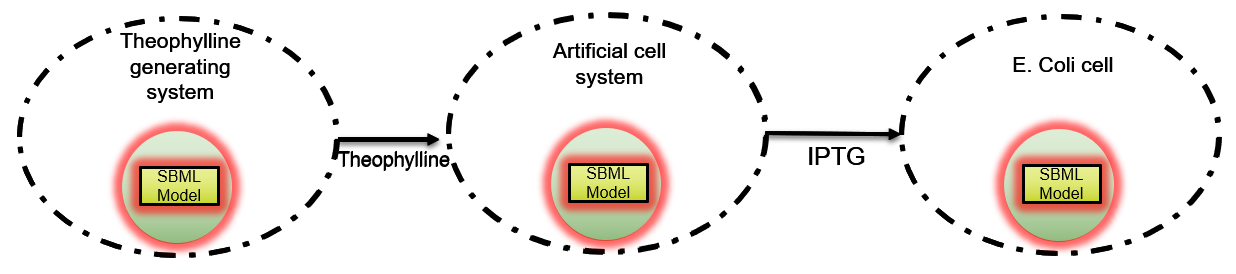 Theophylline
generating
system
SBML
Model
Theophylline
Artificial cell
system
SBML
Model
IPTG
E. Coli cell
SBML
Model